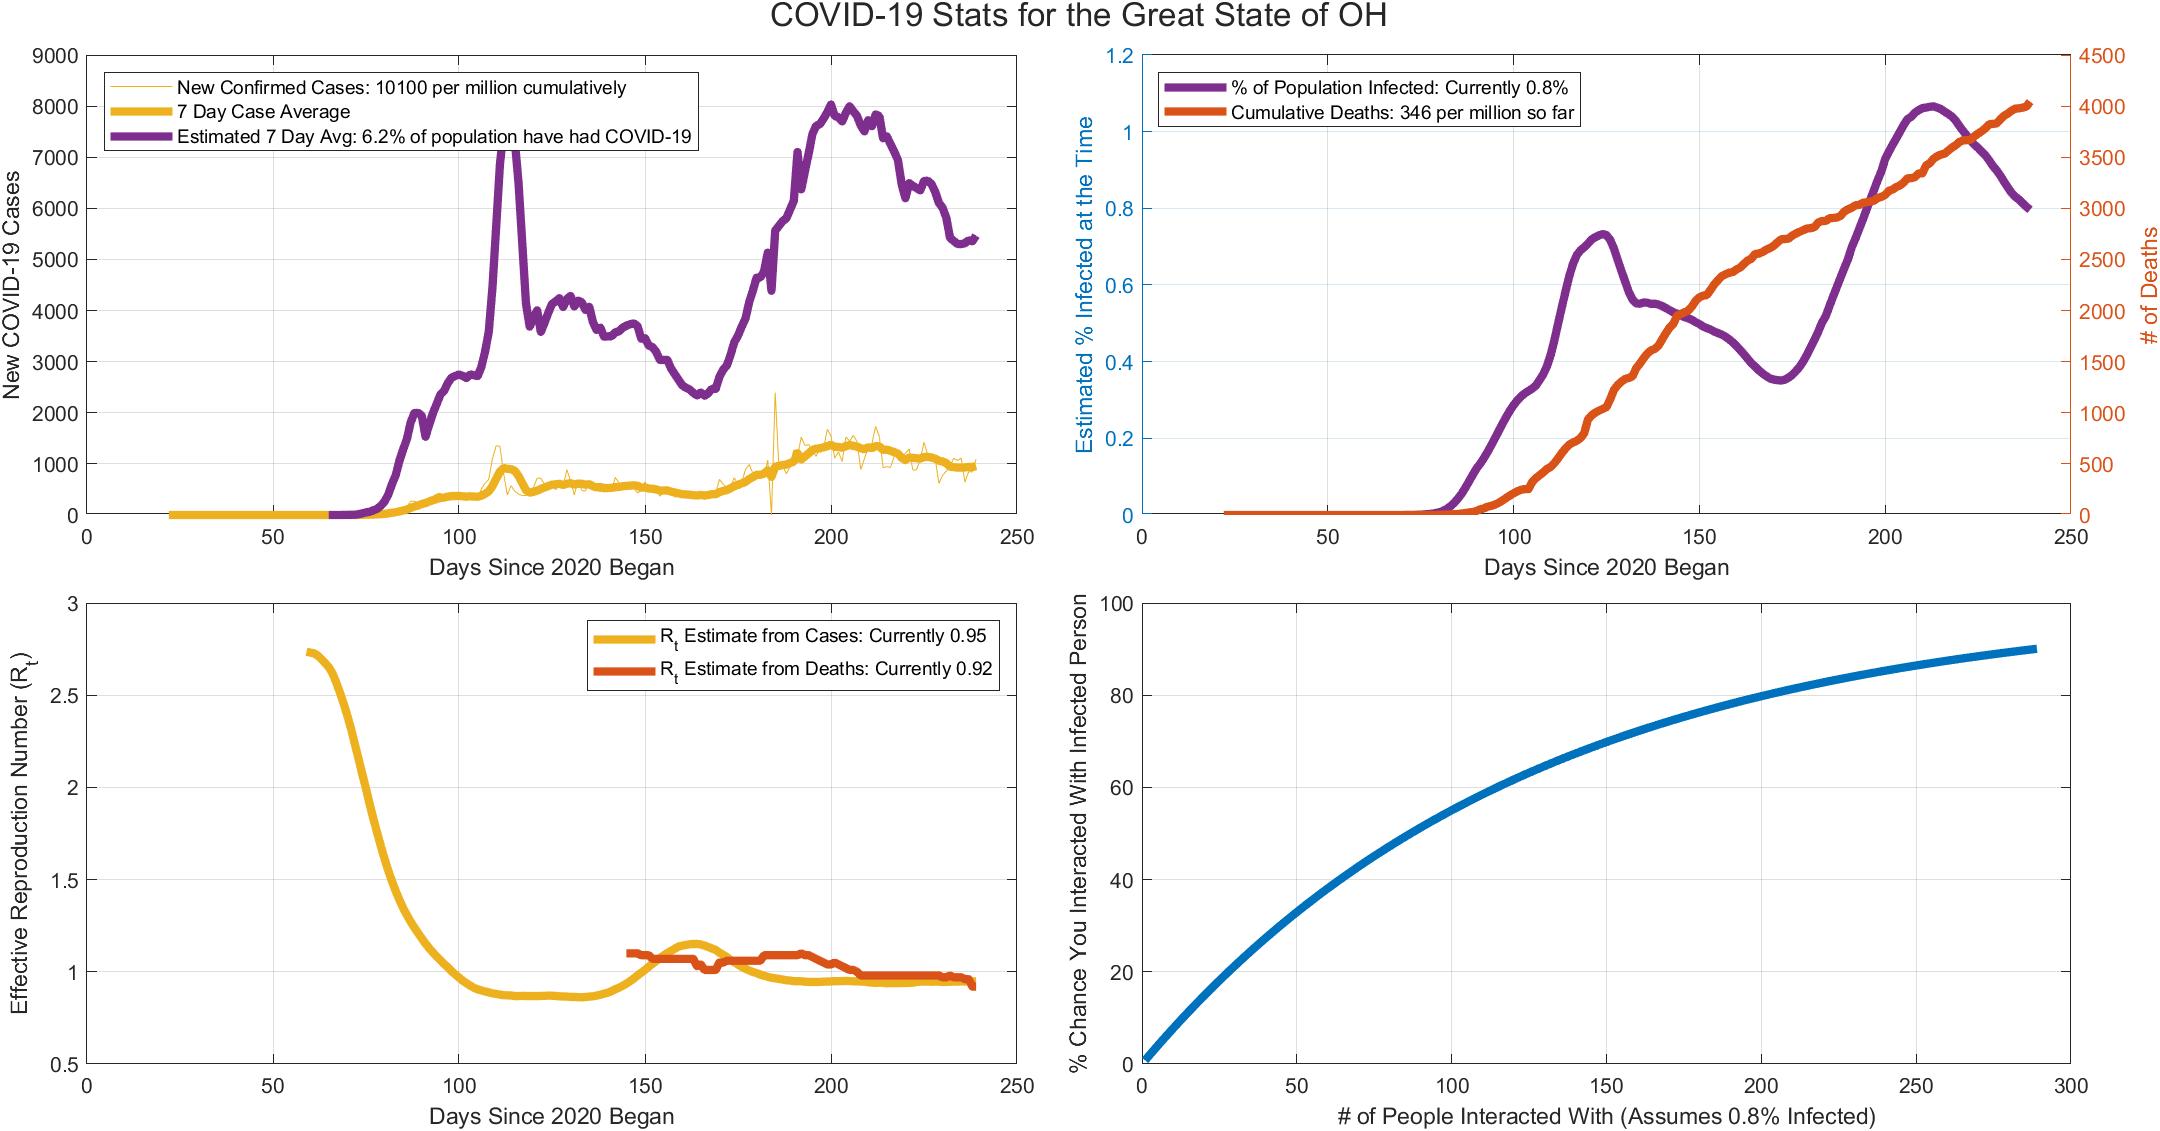 COVID-19 Stats for the Great State of OH
9000
8000
7000
6000
5000
4000
3000
2000
1000
0
New COVID-19 Cases
New Confirmed Cases: 10100 per million cumulatively
7 Day Case Average
Estimated 7 Day Avg: 6.2% of population have had COVID-19
0 50 100 150 200 250
Days Since 2020 Began
1.2
1
0.8
0.6
0.4
0.2
0
Estimated % Infected at the Time
% of Population Infected: Currently 0.8%
Cumulative Deaths: 346 per million so far
4500
4000
3500
3000
2500
2000
1500
1000
500
0
# of Deaths
0 50 100 150 200 250
Days Since 2020 Began
3
2.5
2
1.5
1
0.5
Effective Reproduction Number (Rt)
Rt Estimate from Cases: Currently 0.95
Rt Estimate from Deaths: Currently 0.92
0 50 100 150 200 250
Days Since 2020 Began
100
80
60
40
20
0
% Chance You Interacted With Infected Person
0 50 100 150 200 250 300
# of People Interacted With (Assumes 0.8% Infected)